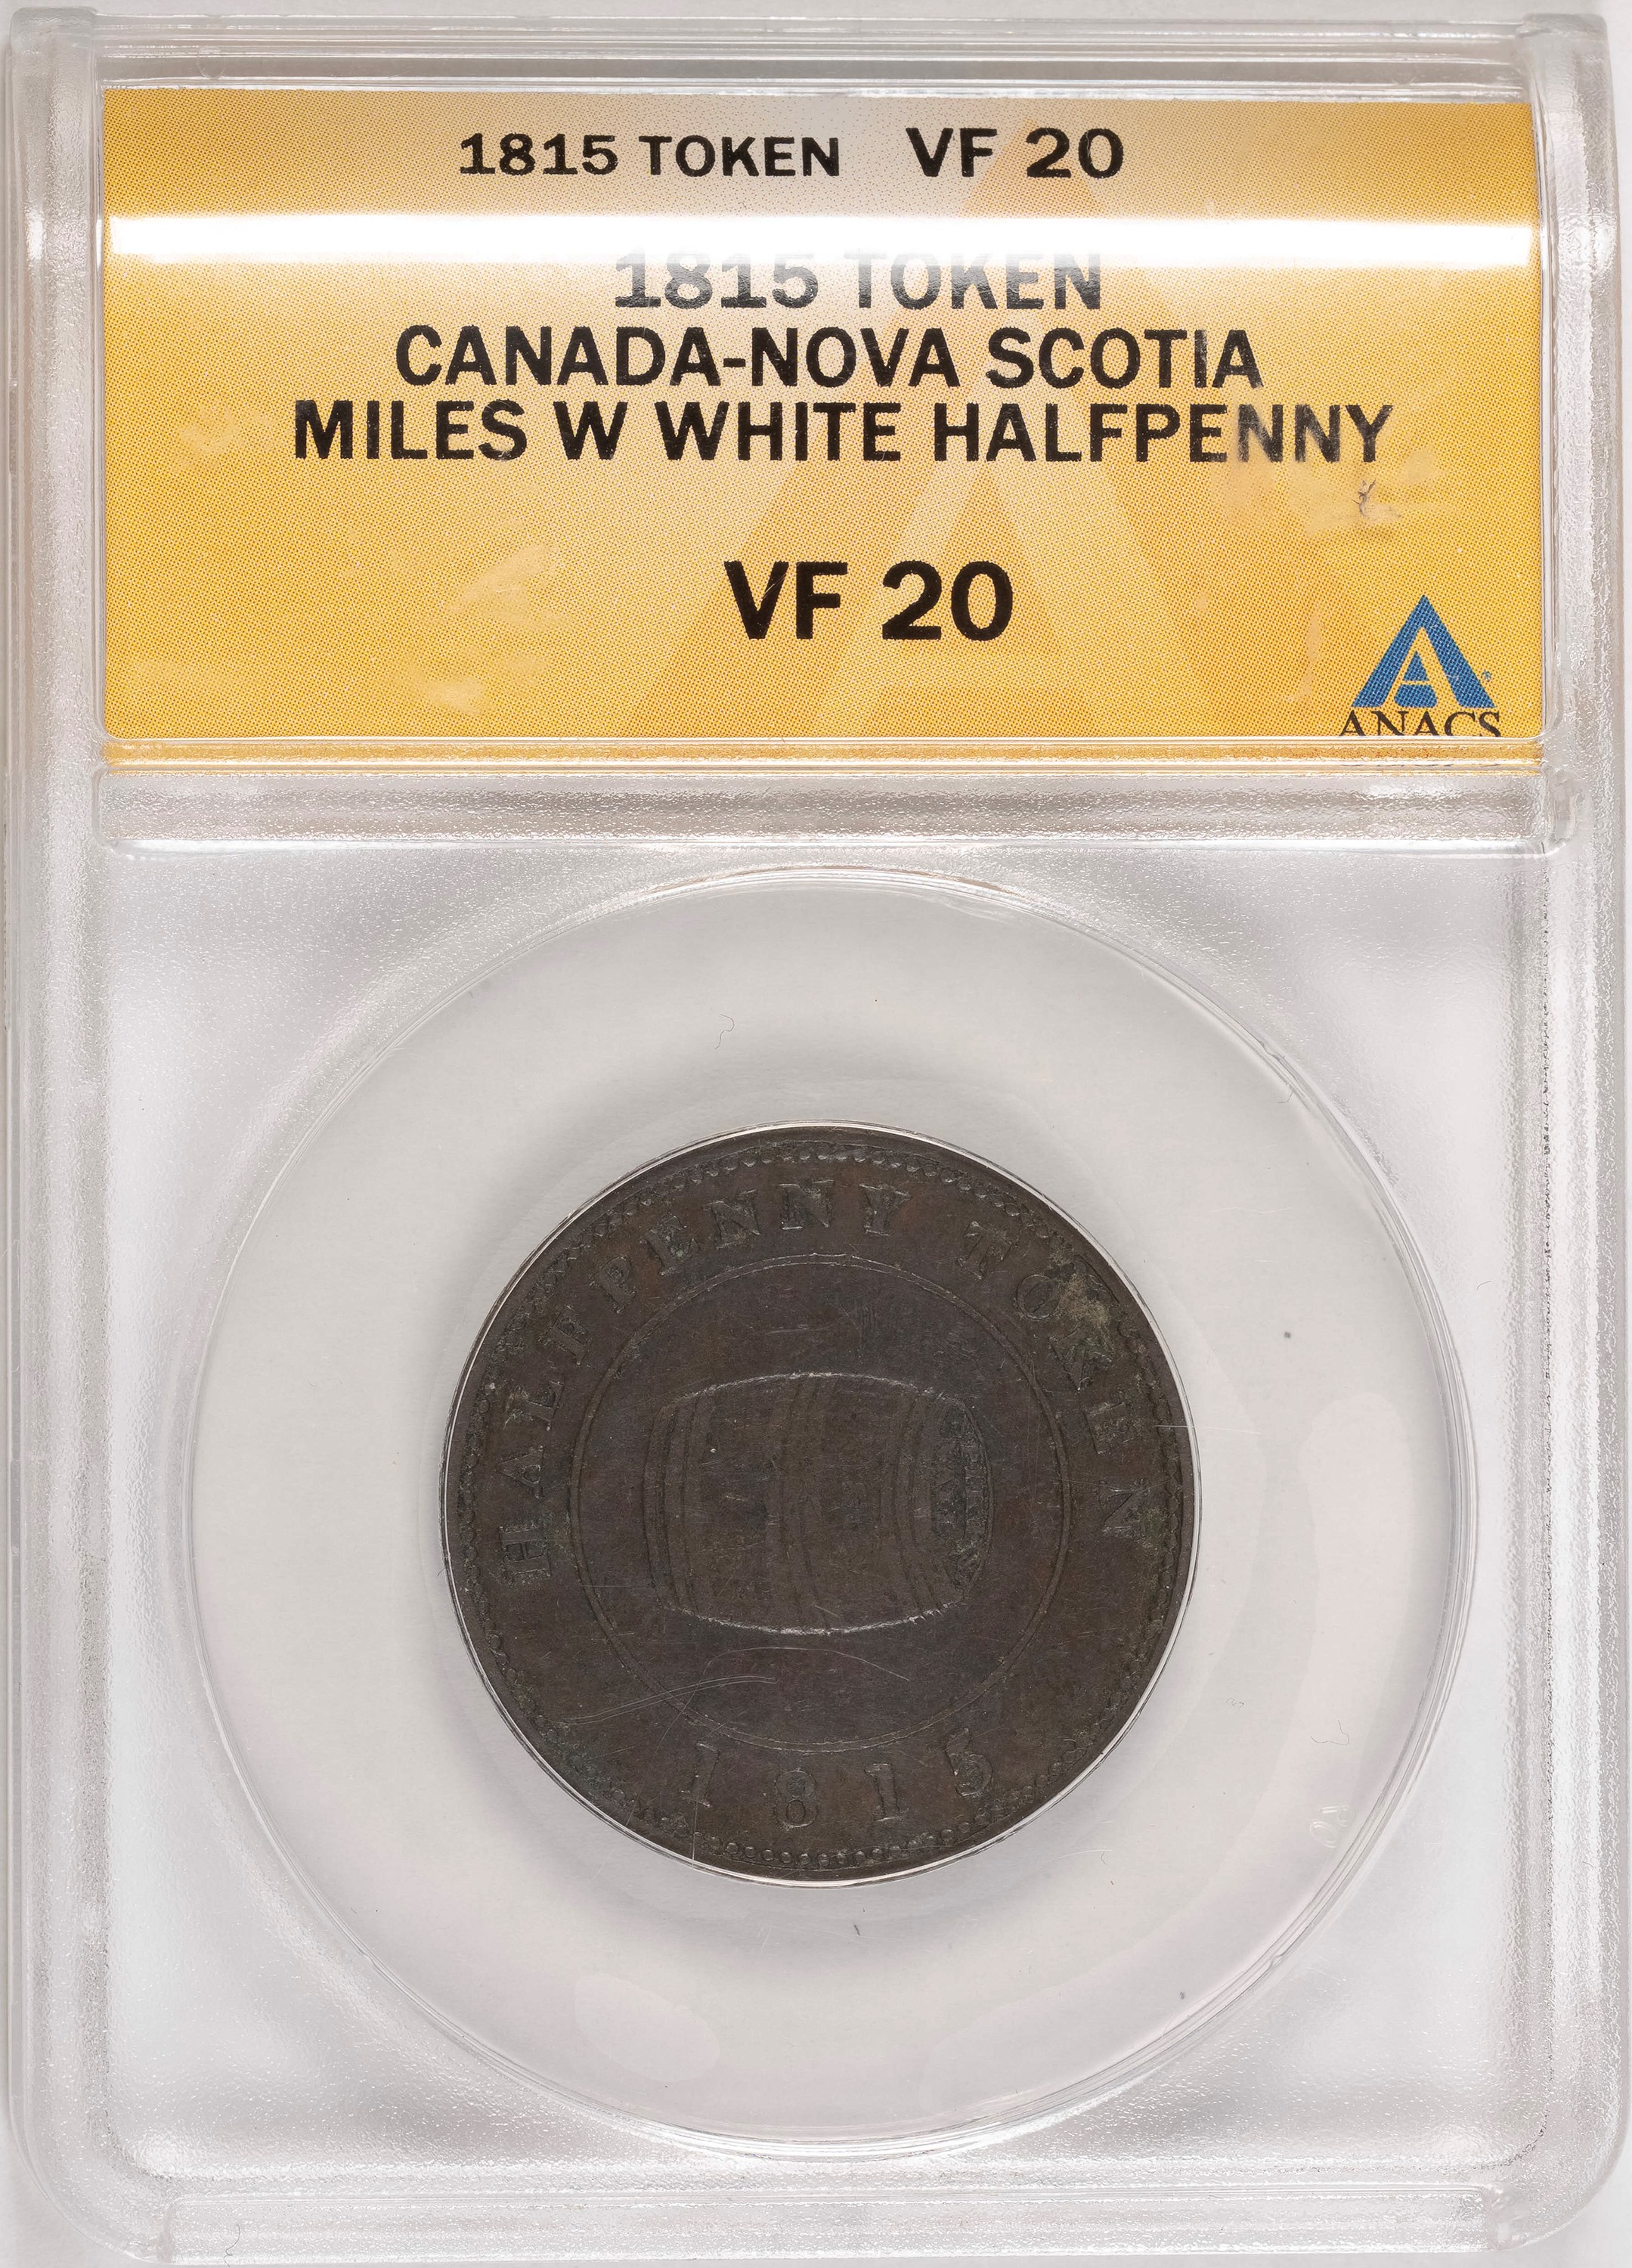 1815 TOKEN VF 20
1815 TOKEN
CANADA-NOVA SCOTIA
MILES W WHITE HALFPENNY
VF 20
ANACS
HALFPENNY TOKEN
1815